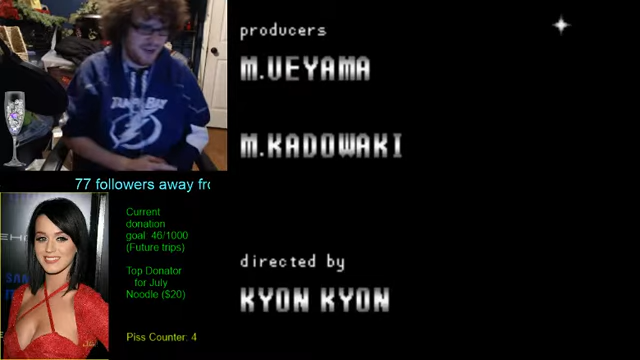 producers
M.UEYAMA
M.KADOWAKI
TAMPA BAY
77 followers away
Current
donation
goal: 46/1000
(Future trips)
Top Donator
for July
Noodle ($20)
Piss Counter: 4
directed by
KYON KYON